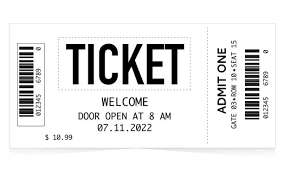 012345 6789 0
TICKET
WELCOME
DOOR OPEN AT 8 AM
07.11.2022
$ 10.99
ADMIT ONE
GATE 03•ROW 10•SEAT 15
012345 6789 0